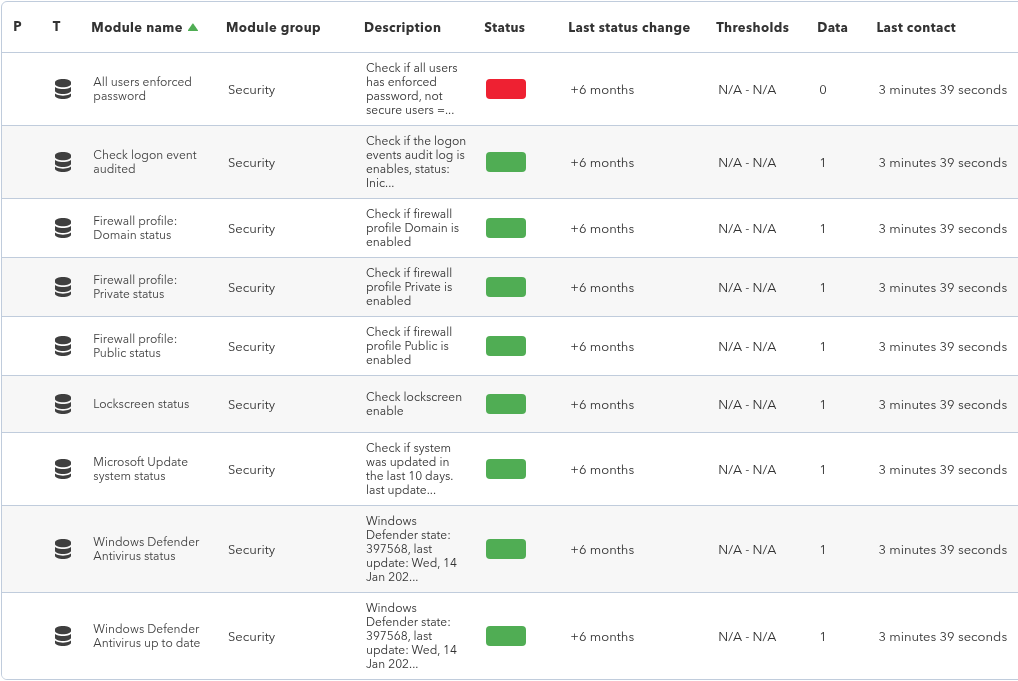 P T Module name Module group Description Status Last status change Thresholds Data Last contact
All users enforced
password
Security
Check if all users
has enforced
password, not
secure users =...
+6 months
N/A - N/A
0
3 minutes 39 seconds
Check logon event
audited
Security
Check if the logon
events audit log is
enables, status:
Inic...
+6 months
N/A - N/A
1
3 minutes 39 seconds
Firewall profile:
Domain status
Security
Check if firewall
profile Domain is
enabled
+6 months
N/A - N/A
1
3 minutes 39 seconds
Firewall profile:
Private status
Security
Check if firewall
profile Private is
enabled
+6 months
N/A - N/A
1
3 minutes 39 seconds
Firewall profile:
Public status
Security
Check if firewall
profile Public is
enabled
+6 months
N/A - N/A
1
3 minutes 39 seconds
Lockscreen status
Security
Check lockscreen
enable
+6 months
N/A - N/A
1
3 minutes 39 seconds
Microsoft Update
system status
Security
Check if system
was updated in
the last 10 days.
last update...
+6 months
N/A - N/A
1
3 minutes 39 seconds
Windows Defender
Antivirus status
Security
Windows
Defender state:
397568, last
update: Wed, 14
Jan 202...
+6 months
N/A - N/A
1
3 minutes 39 seconds
Windows Defender
Antivirus up to date
Security
Windows
Defender state:
397568, last
update: Wed, 14
Jan 202...
+6 months
N/A - N/A
1
3 minutes 39 seconds